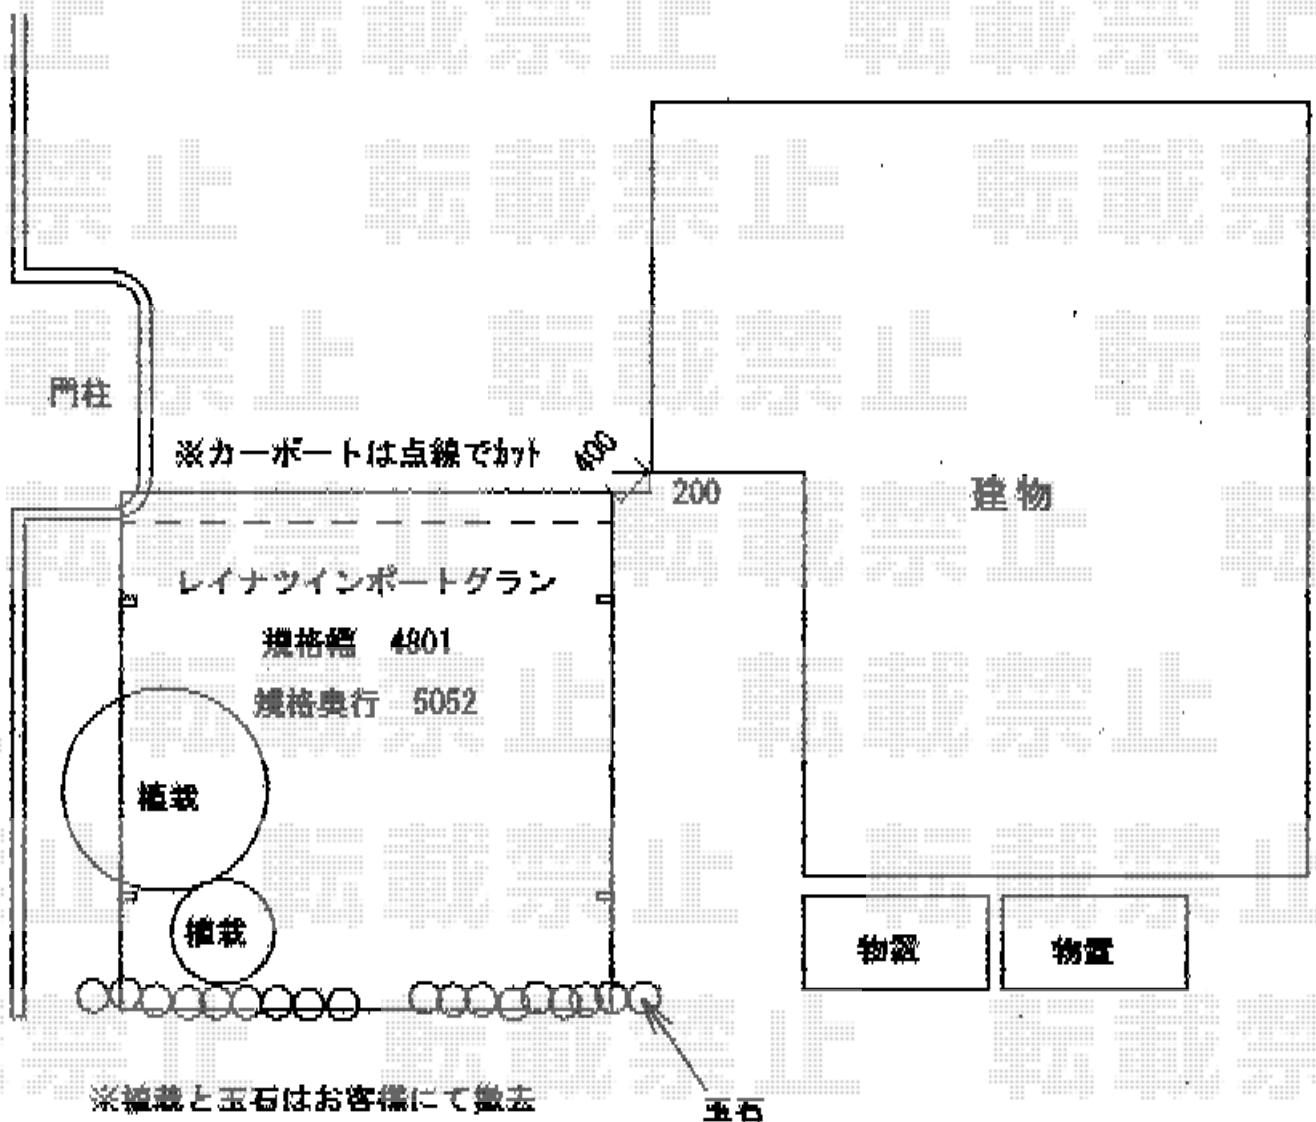 門柱
※カーポートは点線でカット
400
200
建物
レイナツインポートグラン
規格幅 4801
規格奥行 5052
植栽
植栽
物置
物置
※植栽と玉石はお客様にて撤去
玉石
転載禁止